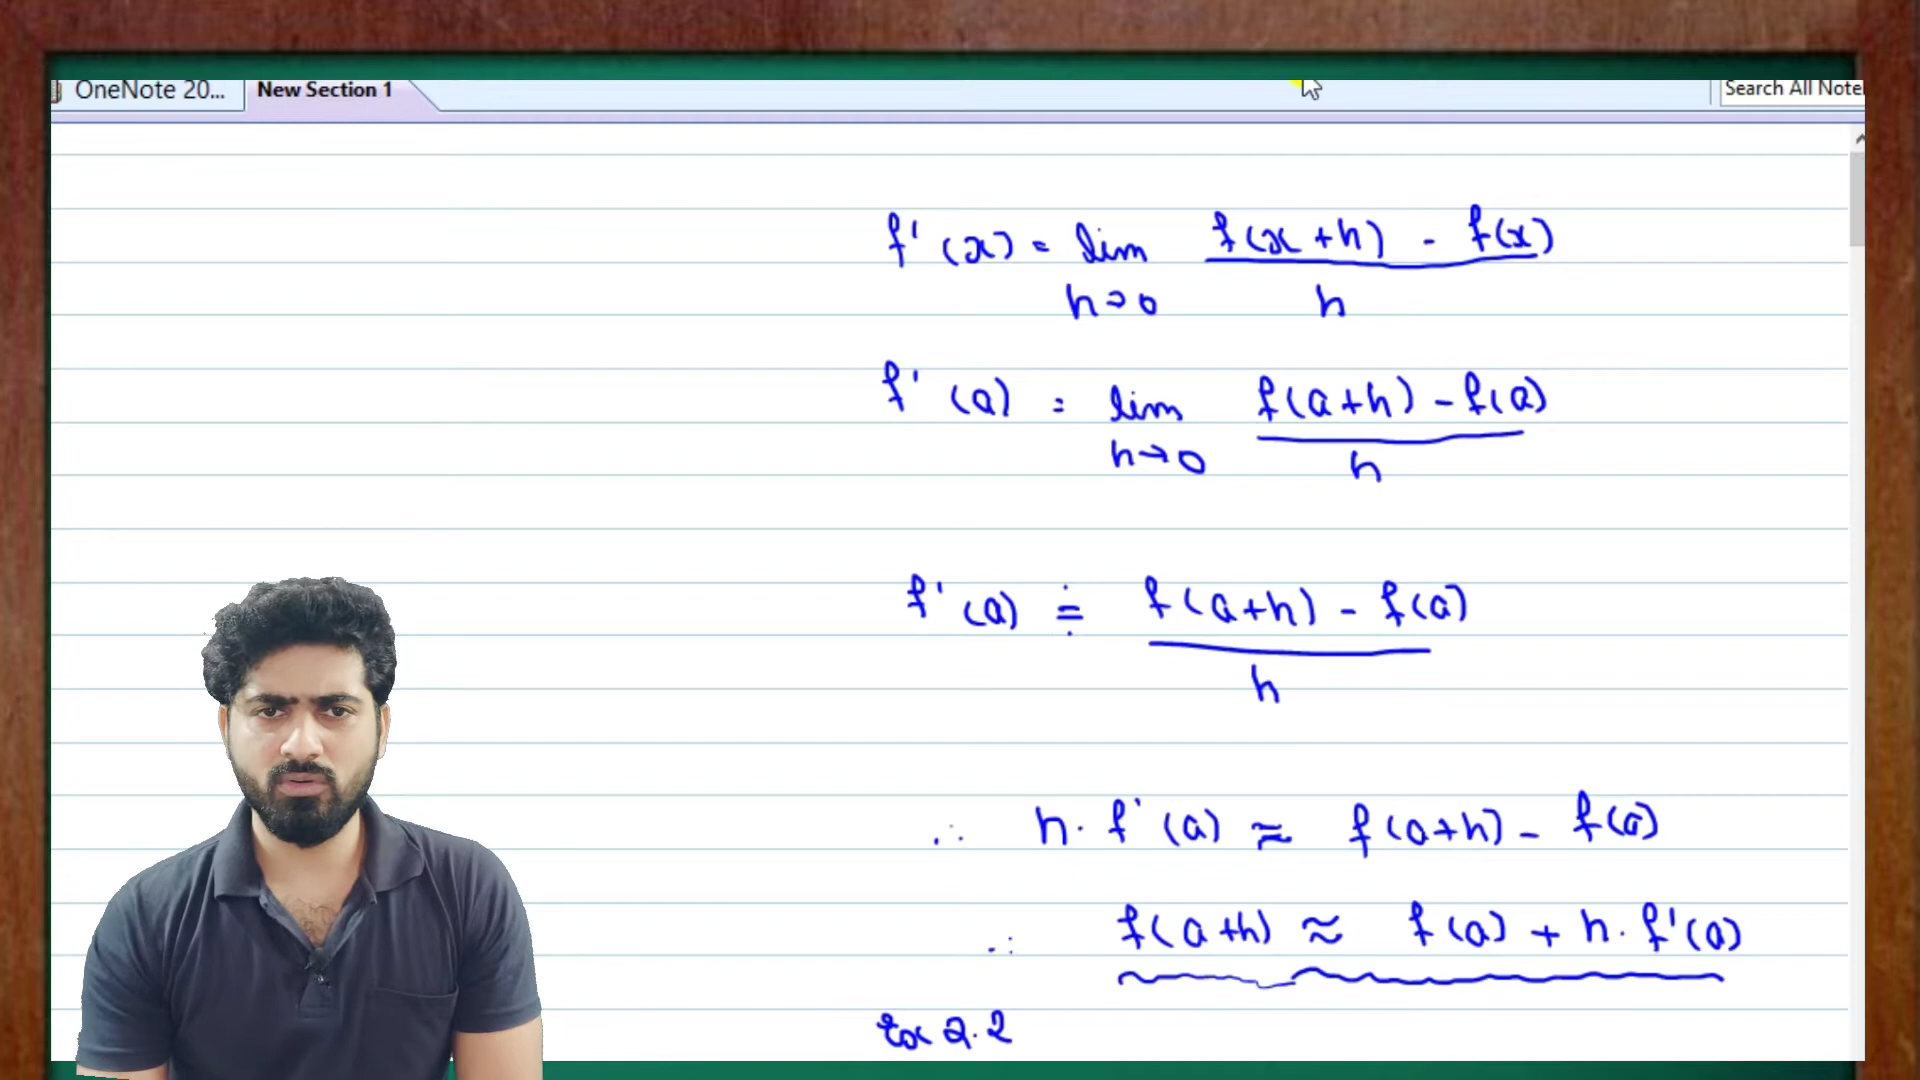 OneNote 20... New Section 1 Search All Note
f'(x) = lim f(x+h) - f(x)
h→0 h
f'(a) = lim f(a+h) - f(a)
h→0 h
f'(a) ≑ f(a+h) - f(a)
h
∴ h. f'(a) ≈ f(a+h) - f(a)
∴ f(a+h) ≈ f(a) + h. f'(a)
Ex 2.2